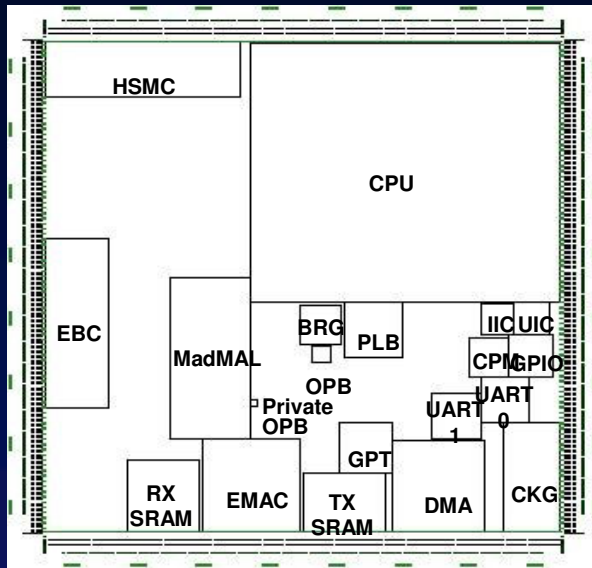 HSMC
CPU
EBC
MadMAL
BRG
PLB
IIC
UIC
CPM
GPIO
OPB
Private
OPB
UART
1
UART
0
GPT
RX
SRAM
EMAC
TX
SRAM
DMA
CKG